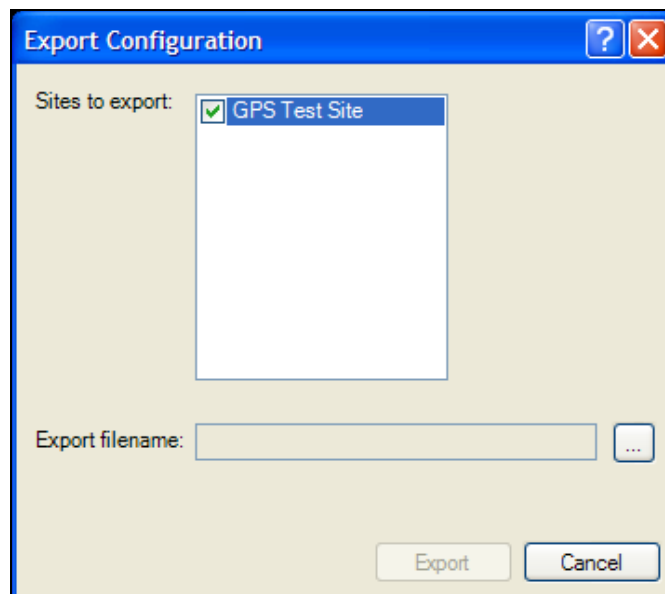 Export Configuration
Sites to export:
GPS Test Site
Export filename:
...
Export
Cancel